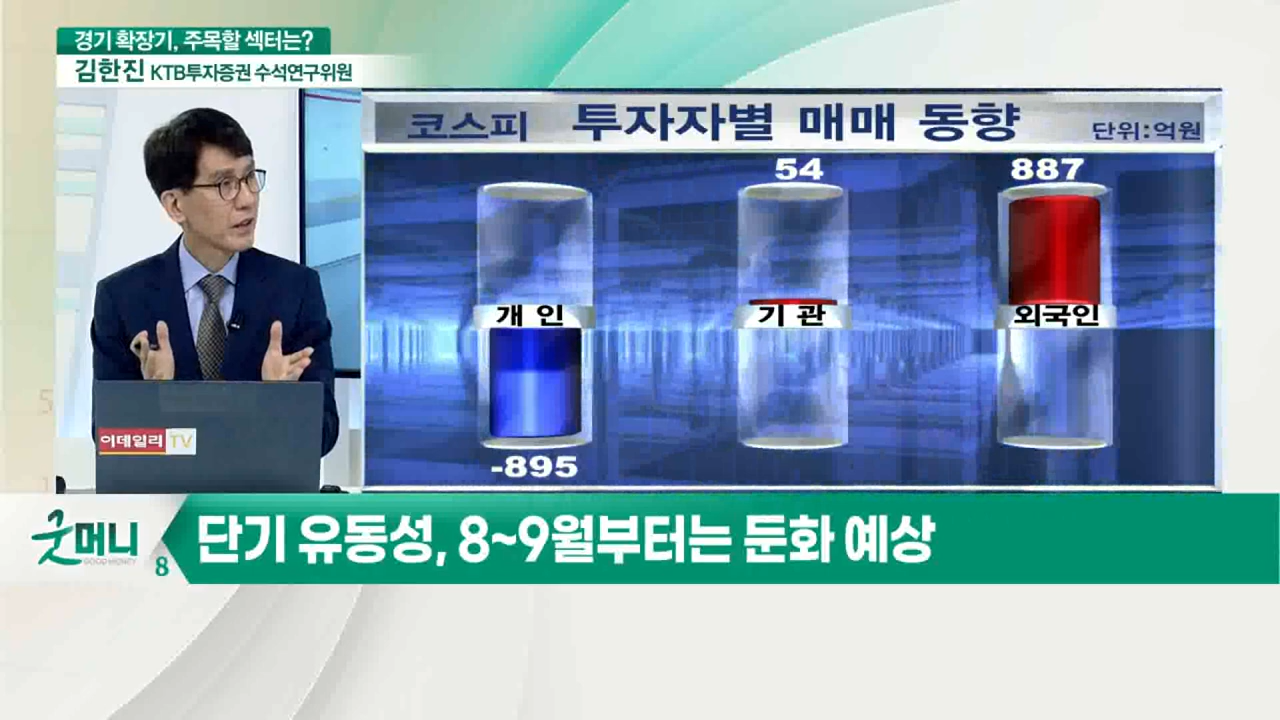 경기 확장기, 주목할 섹터는?
김한진 KTB투자증권 수석연구위원
코스피 투자자별 매매 동향 단위:억원
54 887
개인 기관 외국인
-895
이데일리 TV
굿머니
GOOD MONEY
8
단기 유동성, 8~9월부터는 둔화 예상